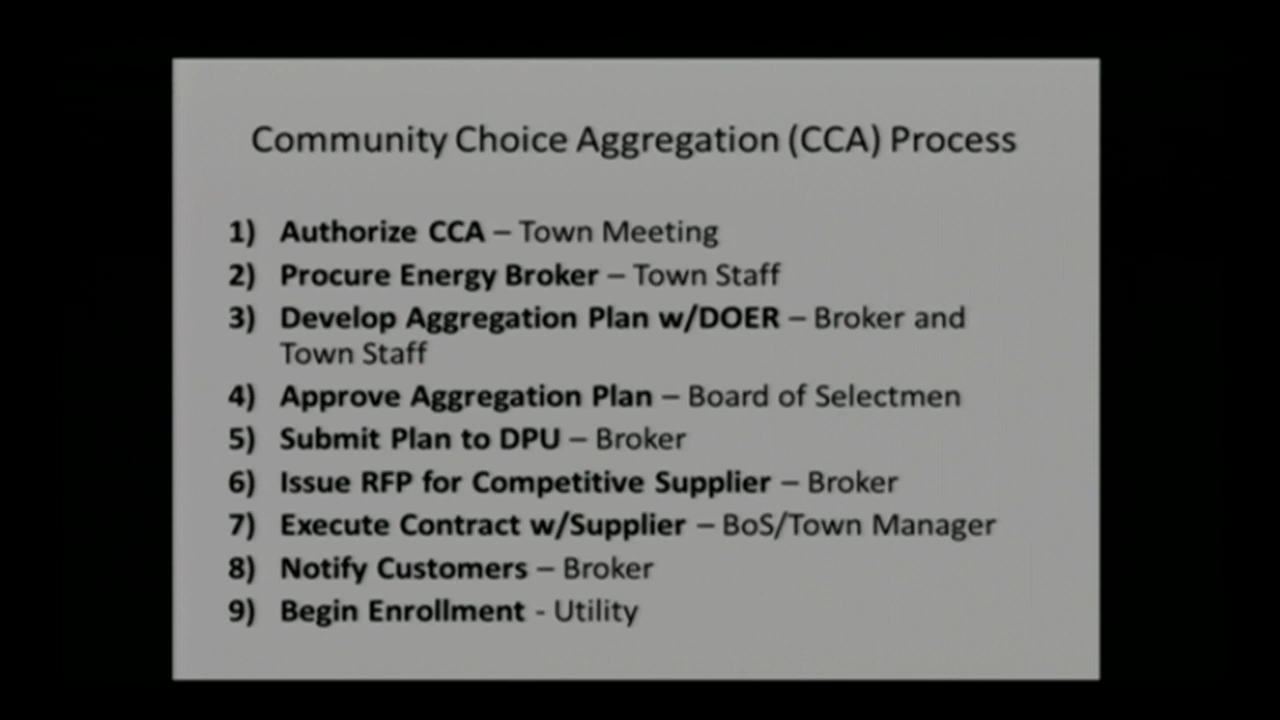 Community Choice Aggregation (CCA) Process
1) Authorize CCA – Town Meeting
2) Procure Energy Broker – Town Staff
3) Develop Aggregation Plan w/DOER – Broker and
Town Staff
4) Approve Aggregation Plan – Board of Selectmen
5) Submit Plan to DPU – Broker
6) Issue RFP for Competitive Supplier – Broker
7) Execute Contract w/Supplier – BoS/Town Manager
8) Notify Customers – Broker
9) Begin Enrollment - Utility